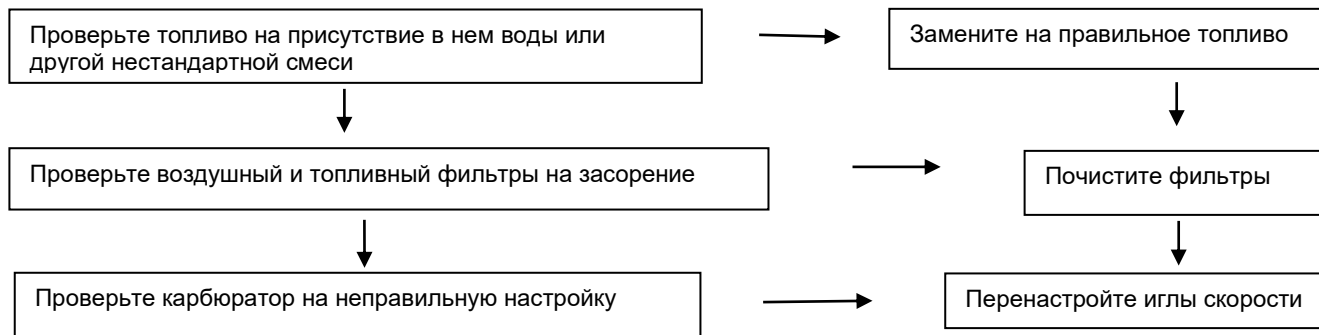 Проверьте топливо на присутствие в нем воды или
другой нестандартной смеси
Замените на правильное топливо
Проверьте воздушный и топливный фильтры на засорение
Почистите фильтры
Проверьте карбюратор на неправильную настройку
Перенастройте иглы скорости